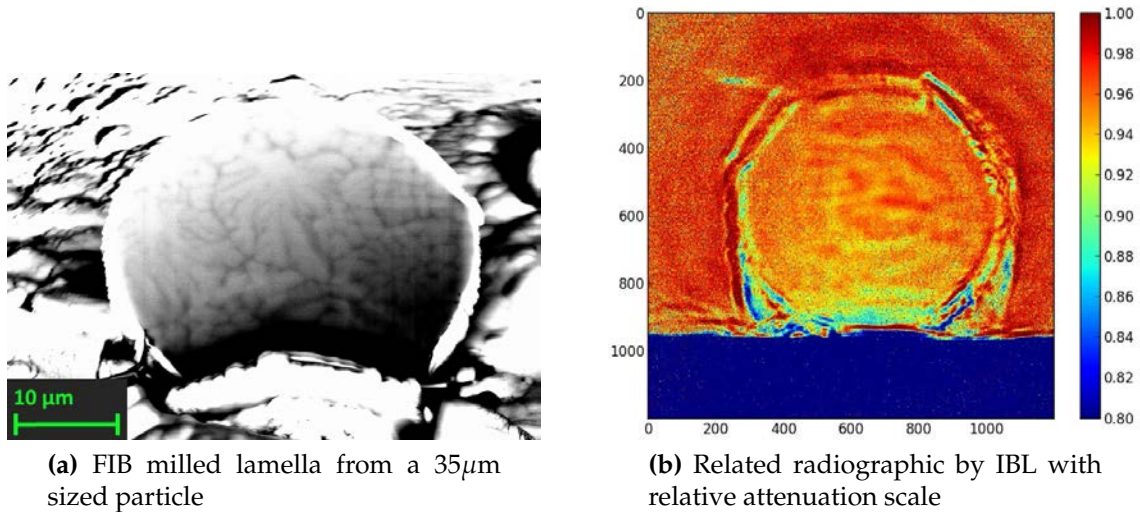 10 µm
0
200
400
600
800
1000
0 200 400 600 800 1000
1.00
0.98
0.96
0.94
0.92
0.90
0.88
0.86
0.84
0.82
0.80
(a) FIB milled lamella from a 35µm
sized particle
(b) Related radiographic by IBL with
relative attenuation scale